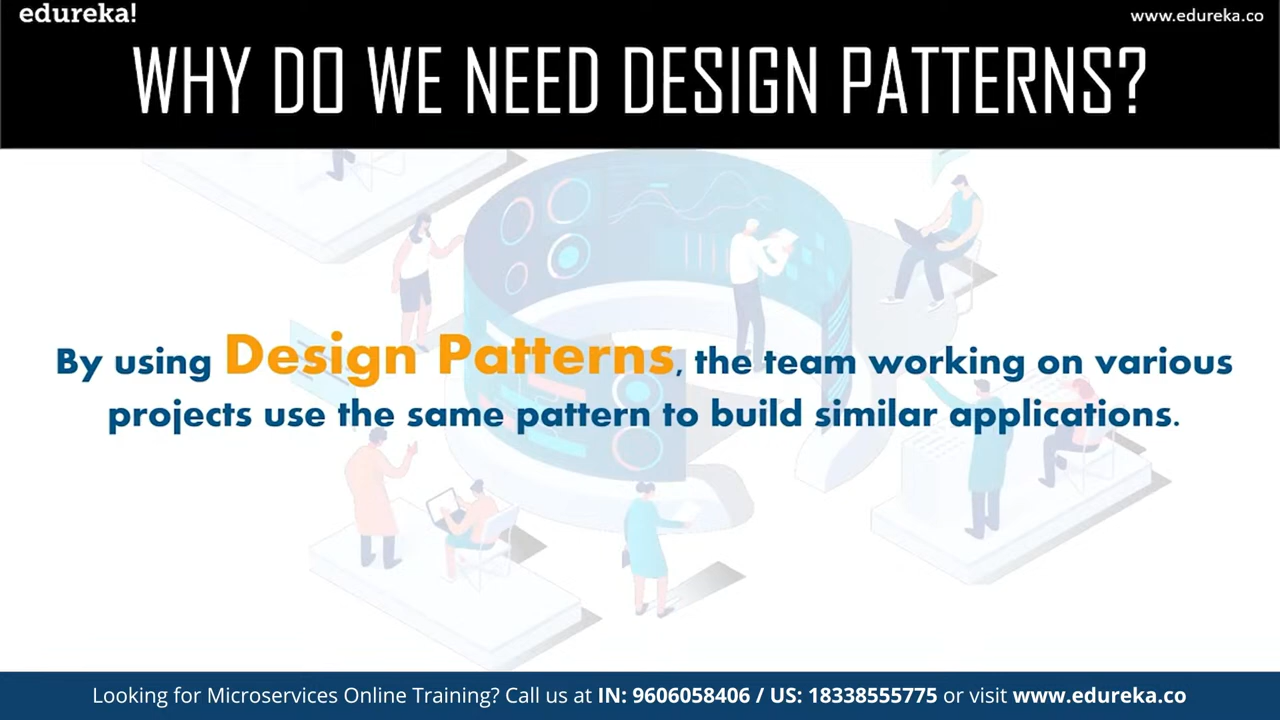 edureka!
www.edureka.co
WHY DO WE NEED DESIGN PATTERNS?
By using Design Patterns, the team working on various
projects use the same pattern to build similar applications.
Looking for Microservices Online Training? Call us at IN: 9606058406 / US: 18338555775 or visit www.edureka.co